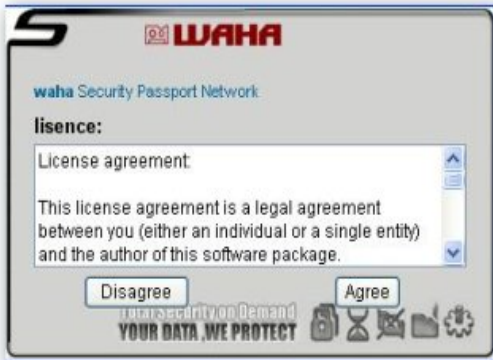 WAHA
waha Security Passport Network
lisence:
License agreement:
This license agreement is a legal agreement
between you (either an individual or a single entity)
and the author of this software package.
Disagree Agree
Total Security on Demand
YOUR DATA ,WE PROTECT